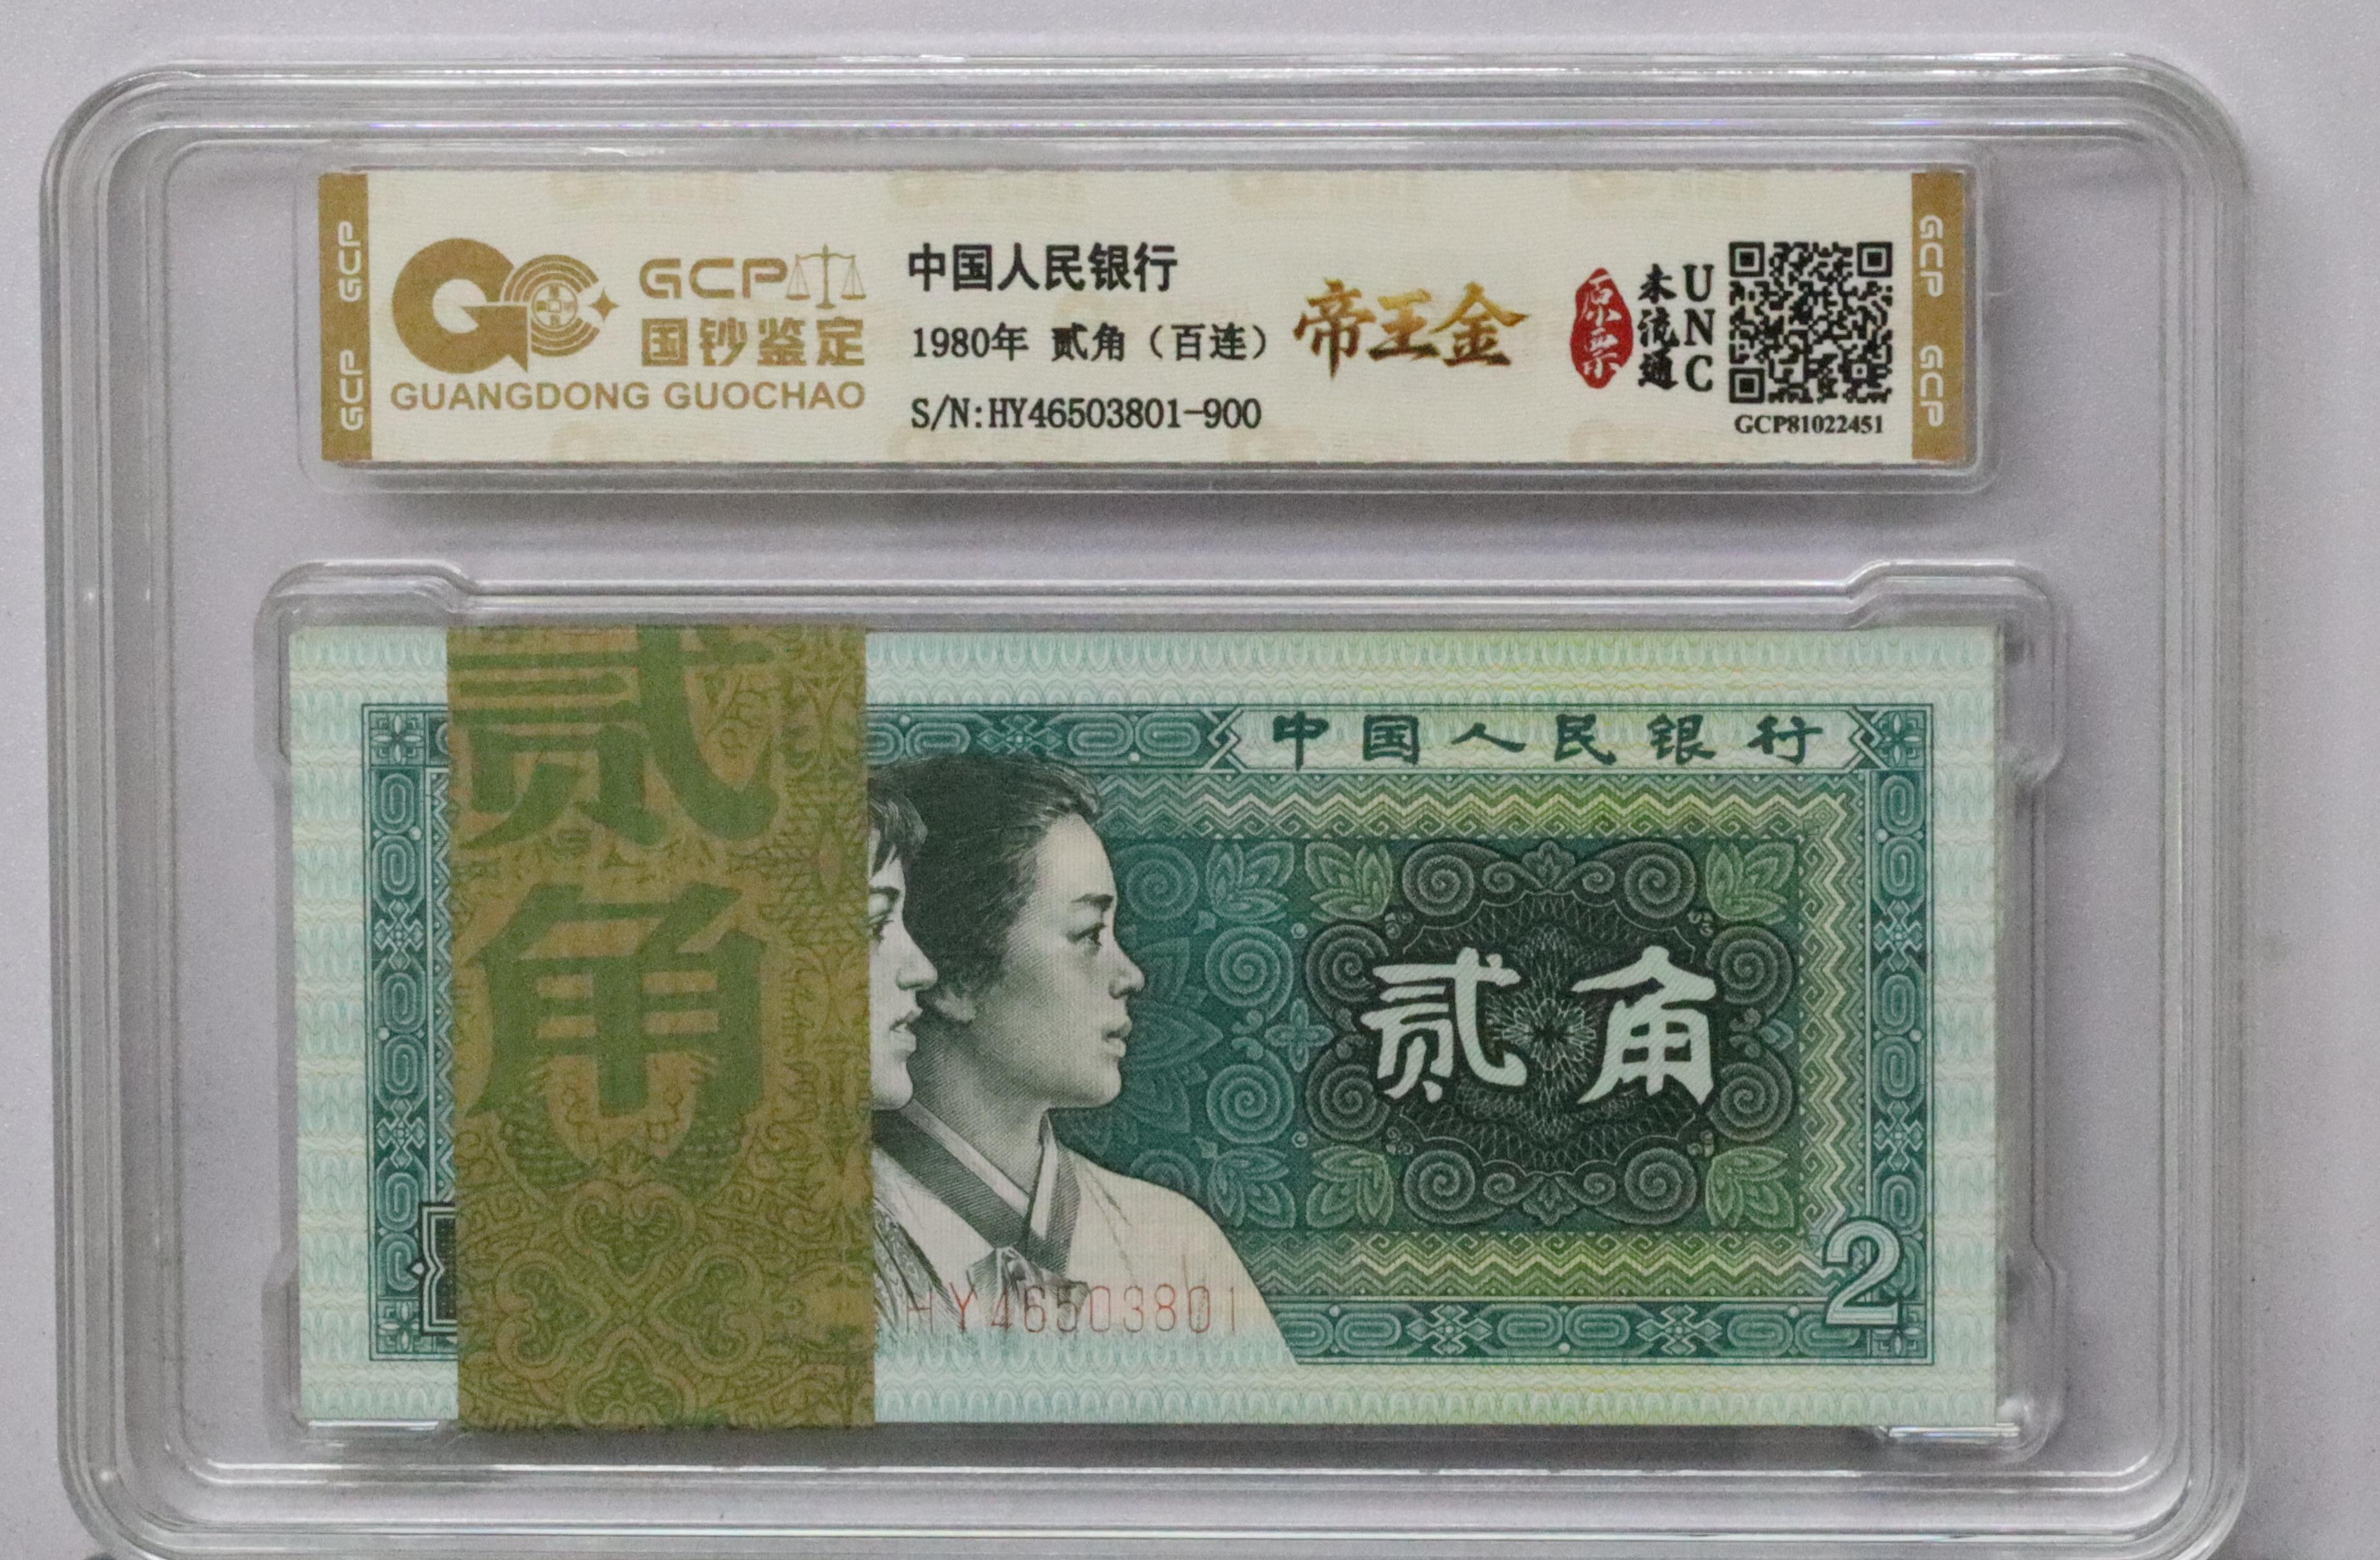 GCP GCP
GCP
国钞鉴定
GUANGDONG GUOCHAO
中国人民银行
1980年 贰角（百连）
S/N:HY46503801-900
帝王金
原票
未流通
UNC
GCP81022451
GCP GCP
贰角
中国人民银行
贰角
HY46503801
2